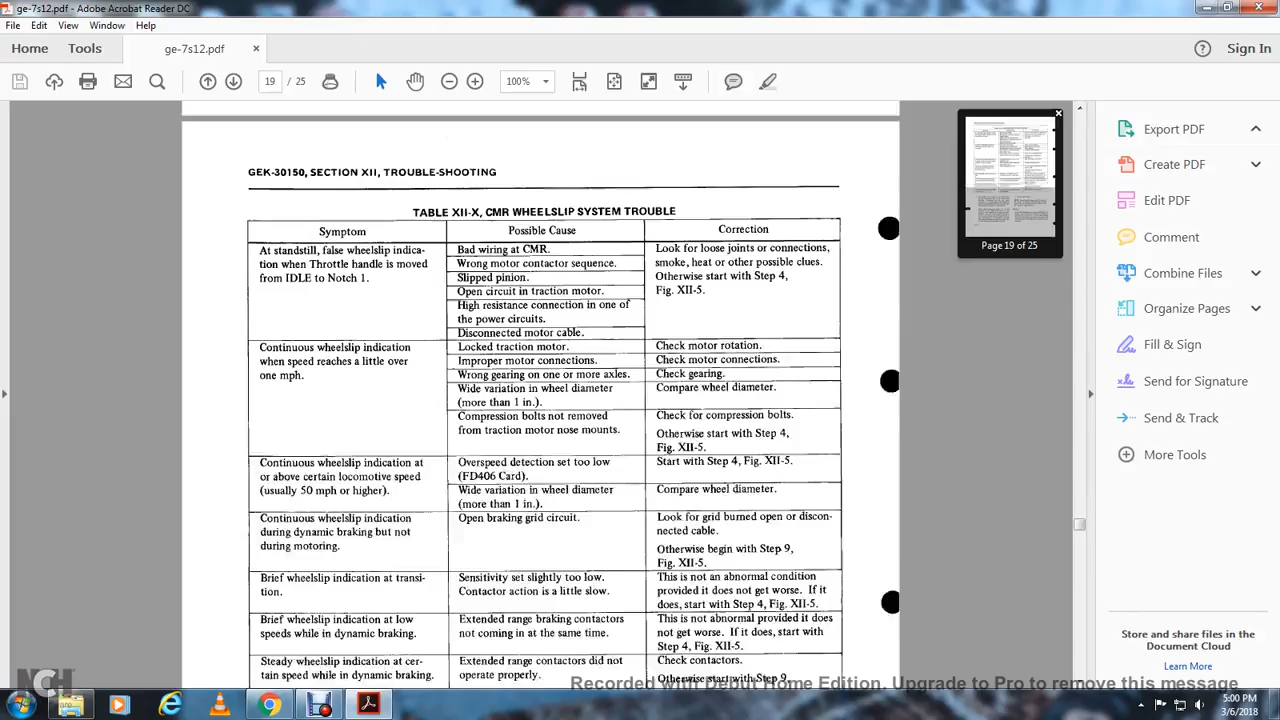 ge-7s12.pdf - Adobe Acrobat Reader DC
File Edit View Window Help
Home Tools ge-7s12.pdf × Sign In
19 / 25 100%
GEK-30150, SECTION XII, TROUBLE-SHOOTING
TABLE XII-X, CMR WHEELSLIP SYSTEM TROUBLE
Symptom Possible Cause Correction
At standstill, false wheelslip indica-
tion when Throttle handle is moved
from IDLE to Notch 1.
Bad wiring at CMR.
Wrong motor contactor sequence.
Slipped pinion.
Open circuit in traction motor.
High resistance connection in one of
the power circuits.
Disconnected motor cable.
Look for loose joints or connections,
smoke, heat or other possible clues.
Otherwise start with Step 4,
Fig. XII-5.
Continuous wheelslip indication
when speed reaches a little over
one mph.
Locked traction motor.
Improper motor connections.
Wrong gearing on one or more axles.
Wide variation in wheel diameter
(more than 1 in.).
Compression bolts not removed
from traction motor nose mounts.
Check motor rotation.
Check motor connections.
Check gearing.
Compare wheel diameter.
Check for compression bolts.
Otherwise start with Step 4,
Fig. XII-5.
Continuous wheelslip indication at
or above certain locomotive speed
(usually 50 mph or higher).
Overspeed detection set too low
(FD406 Card).
Wide variation in wheel diameter
(more than 1 in.).
Start with Step 4, Fig. XII-5.
Compare wheel diameter.
Continuous wheelslip indication
during dynamic braking but not
during motoring.
Open braking grid circuit.
Look for grid burned open or discon-
nected cable.
Otherwise begin with Step 9,
Fig. XII-5.
Brief wheelslip indication at transi-
tion.
Sensitivity set slightly too low.
Contactor action is a little slow.
This is not an abnormal condition
provided it does not get worse. If it
does, start with Step 4, Fig. XII-5.
Brief wheelslip indication at low
speeds while in dynamic braking.
Extended range braking contactors
not coming in at the same time.
This is not abnormal provided it does
not get worse. If it does, start with
Step 4, Fig. XII-5.
Steady wheelslip indication at cer-
tain speed while in dynamic braking.
Extended range contactors did not
operate properly.
Check contactors.
Otherwise start with Step 9,
Page 19 of 25
Export PDF
Create PDF
Edit PDF
Comment
Combine Files
Organize Pages
Fill & Sign
Send for Signature
Send & Track
More Tools
Store and share files in the
Document Cloud
Learn More
NCH
Recorded with Debut Home Edition. Upgrade to Pro to remove this message
5:00 PM
3/6/2018